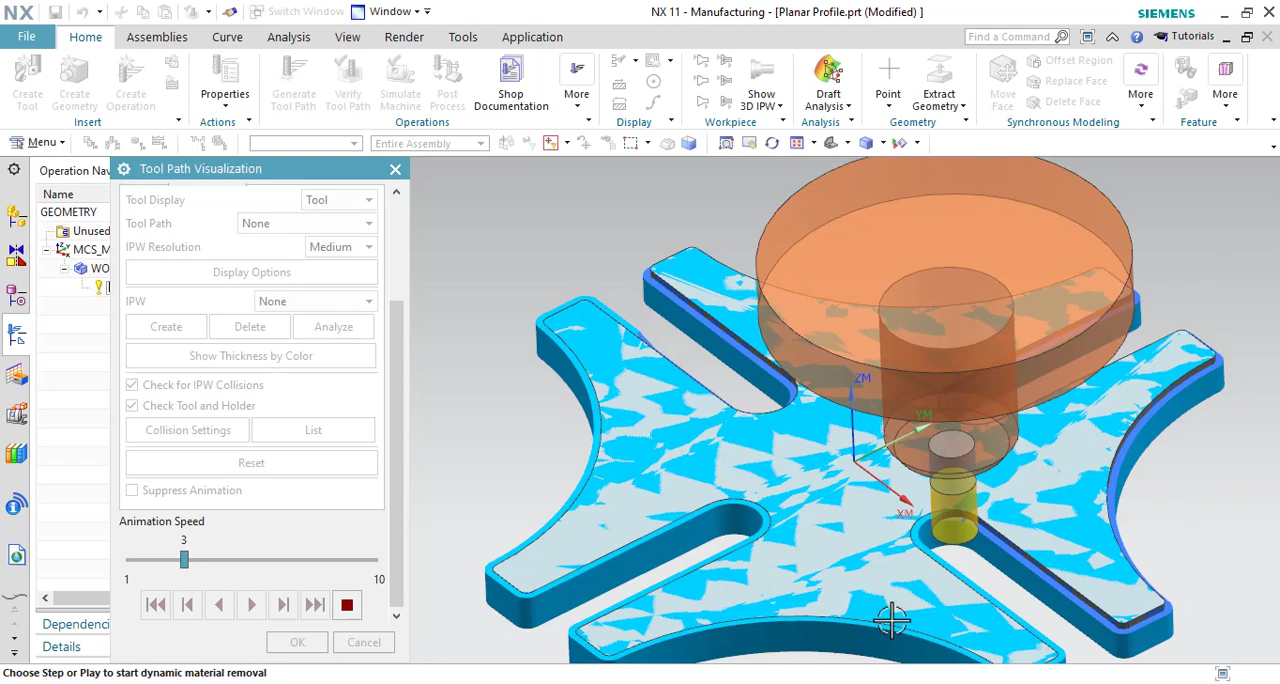 NX Switch Window Window NX 11 - Manufacturing - [Planar Profile.prt (Modified) ] SIEMENS
File Home Assemblies Curve Analysis View Render Tools Application Find a Command Tutorials
Create Tool Create Geometry Create Operation Properties Generate Tool Path Verify Tool Path Simulate Machine Post Process Shop Documentation More Show 3D IPW Draft Analysis Point Extract Geometry Move Face Offset Region Replace Face Delete Face More More
Insert Actions Operations Display Workpiece Analysis Geometry Synchronous Modeling Feature
Menu Entire Assembly
Operation Nav Tool Path Visualization
Name
Tool Display Tool
GEOMETRY
Tool Path None
Unused
MCS_M IPW Resolution Medium
WO Display Options
IPW None
Create Delete Analyze
Show Thickness by Color
Check for IPW Collisions
Check Tool and Holder
Collision Settings List
Reset
Suppress Animation
Animation Speed
3
1 10
Dependenci
OK Cancel
Details
ZM
YM
XM
Choose Step or Play to start dynamic material removal